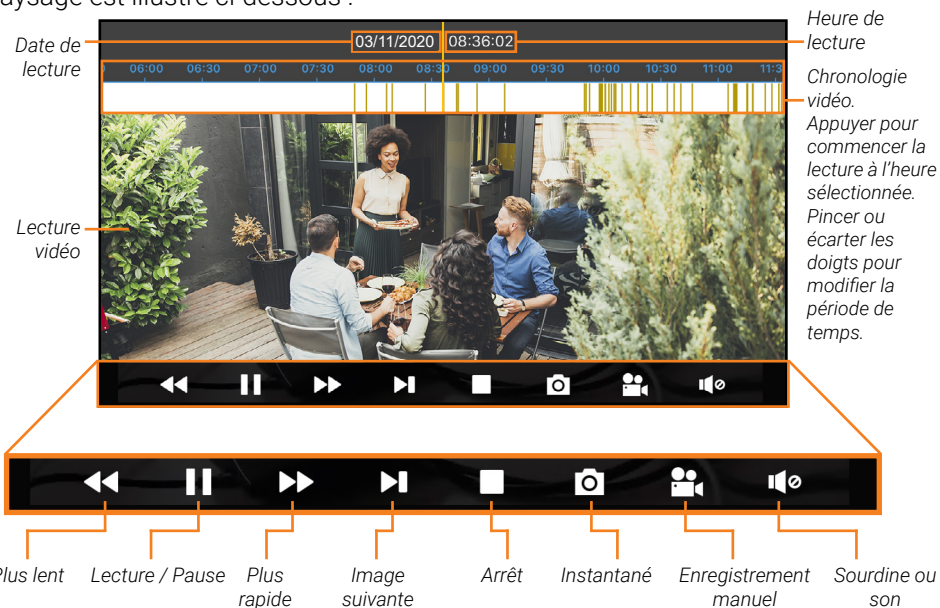 aysage est illustré ci-dessous :
Date de
lecture
03/11/2020
08:36:02
Heure de
lecture
06:00 06:30 07:00 07:30 08:00 08:30 09:00 09:30 10:00 10:30 11:00 11:3
Chronologie
vidéo.
Appuyer pour
commencer la
lecture à l'heure
sélectionnée.
Pincer ou
écarter les
doigts pour
modifier la
période de
temps.
Lecture
vidéo
Plus lent
Lecture / Pause
Plus
rapide
Image
suivante
Arrêt
Instantané
Enregistrement
manuel
Sourdine ou
son